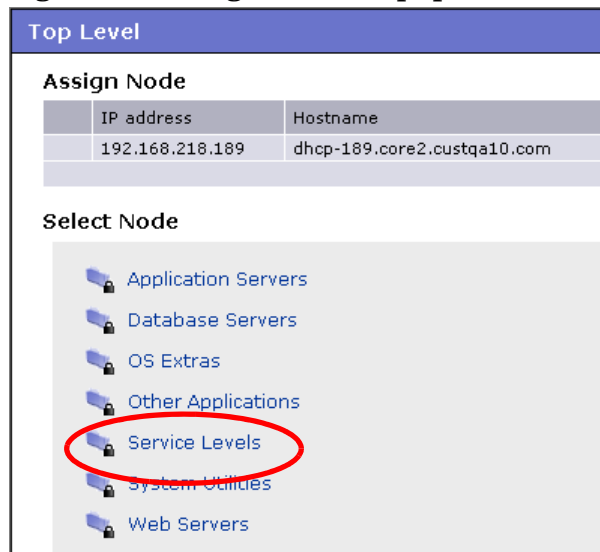 Top Level
Assign Node
IP address Hostname
192.168.218.189 dhcp-189.core2.custqa10.com
Select Node
Application Servers
Database Servers
OS Extras
Other Applications
Service Levels
System Utilities
Web Servers